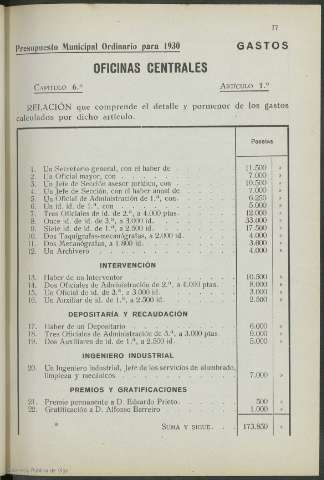 77
Presupuesto Municipal Ordinario para 1930 GASTOS
OFICINAS CENTRALES
CAPÍTULO 6.º ARTÍCULO 1.º
RELACIÓN que comprende el detalle y pormenor de los gastos
calculados por dicho artículo.
Pesetas
1. Un Secretario general, con el haber de 11.500 »
2. Un Oficial mayor, con 7.000 »
3. Un Jefe de Sección asesor jurídico, con 10.500 »
4. Un Jefe de Sección, con el haber anual de 7.000 »
5. Un Oficial de Administración de 1.ª, con 6.250 »
6. Un id. id. de 1.ª, con 5.000 »
7. Tres Oficiales de id. de 2.ª, a 4.000 ptas. 12.000 »
8. Once id. de id. de 3.ª, a 3.000 id. 33.000 »
9. Siete id. de id. de 1.ª, a 2.500 id. 17.500 »
10. Dos Taquígrafas-mecanógrafas, a 2.000 id. 4.000 »
11. Dos Mecanógrafas, a 1.800 id. 3.600 »
12. Un Archivero 4.000 »
INTERVENCIÓN
13. Haber de un Interventor 10.500 »
14. Dos Oficiales de Administración de 2.ª, a 4.000 ptas. 8.000 »
15. Un Oficial de id. de 3.ª, a 3.000 id. 3.000 »
16. Un Auxiliar de id. de 1.ª, a 2.500 id. 2.500 »
DEPOSITARÍA Y RECAUDACIÓN
17. Haber de un Depositario 6.000 »
18. Tres Oficiales de Administración de 3.ª, a 3.000 ptas. 9.000 »
19. Dos Auxiliares de id. de 1.ª, a 2.500 id. 5.000 »
INGENIERO INDUSTRIAL
20. Un Ingeniero industrial, Jefe de los servicios de alumbrado,
limpieza y mecánicos 7.000 »
PREMIOS Y GRATIFICACIONES
21. Premio permanente a D. Eduardo Prieto 500 »
22. Gratificación a D. Alfonso Barreiro 1.000 »
SUMA Y SIGUE 173.850 »